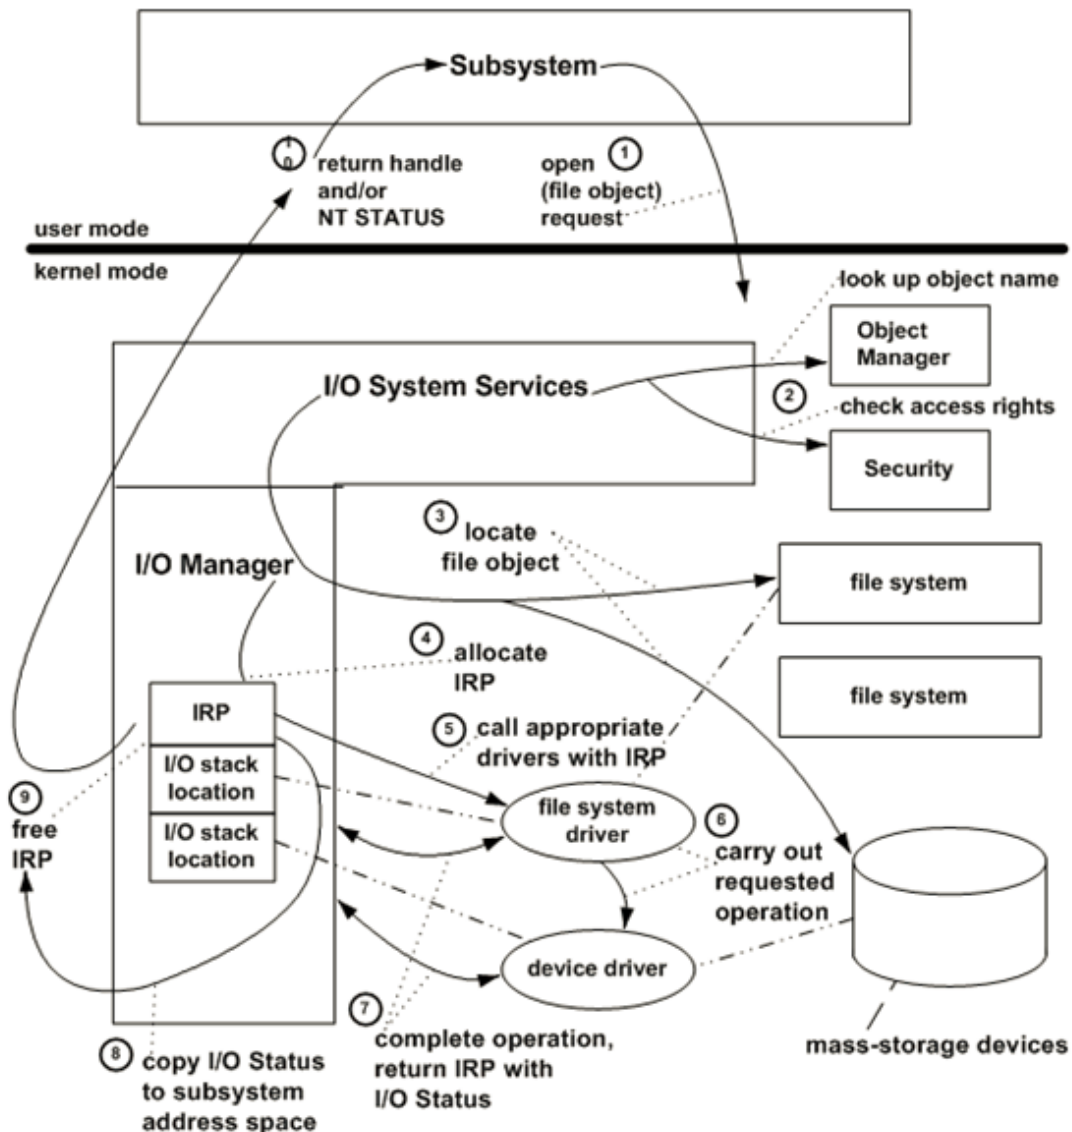 Subsystem
10
return handle
and/or
NT STATUS
1
open
(file object)
request
user mode
kernel mode
look up object name
Object
Manager
I/O System Services
2
check access rights
Security
3
locate
file object
I/O Manager
file system
4
allocate
IRP
file system
IRP
5
call appropriate
drivers with IRP
I/O stack
location
9
free
IRP
file system
driver
6
carry out
requested
operation
I/O stack
location
device driver
7
complete operation,
return IRP with
I/O Status
mass-storage devices
8
copy I/O Status
to subsystem
address space